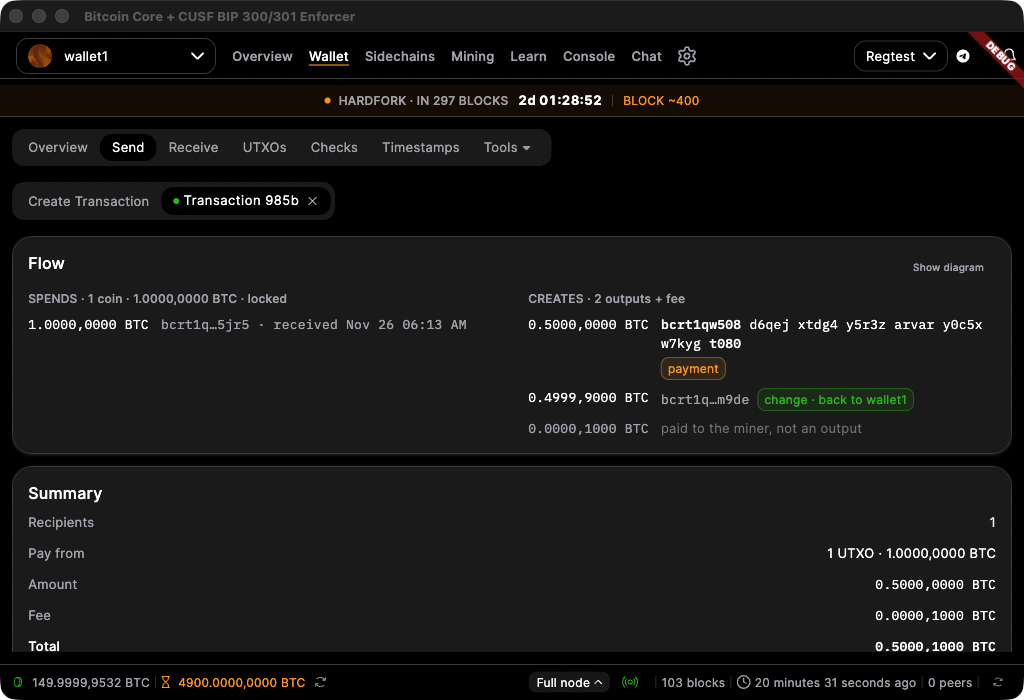 Bitcoin Core + CUSF BIP 300/301 Enforcer
wallet1 Overview Wallet Sidechains Mining Learn Console Chat Regtest DEBUG
HARDFORK · IN 297 BLOCKS 2d 01:28:52 BLOCK ~400
Overview Send Receive UTXOs Checks Timestamps Tools
Create Transaction Transaction 985b ×
Flow Show diagram
SPENDS · 1 coin · 1.0000,0000 BTC · locked
1.0000,0000 BTC bcrt1q…5jr5 · received Nov 26 06:13 AM
CREATES · 2 outputs + fee
0.5000,0000 BTC bcrt1qw508 d6qej xtdg4 y5r3z arvar y0c5x
w7kyg t080
payment
0.4999,9000 BTC bcrt1q…m9de change · back to wallet1
0.0000,1000 BTC paid to the miner, not an output
Summary
Recipients 1
Pay from 1 UTXO · 1.0000,0000 BTC
Amount 0.5000,0000 BTC
Fee 0.0000,1000 BTC
Total 0.5000,1000 BTC
149.9999,9532 BTC 4900.0000,0000 BTC Full node 103 blocks 20 minutes 31 seconds ago 0 peers